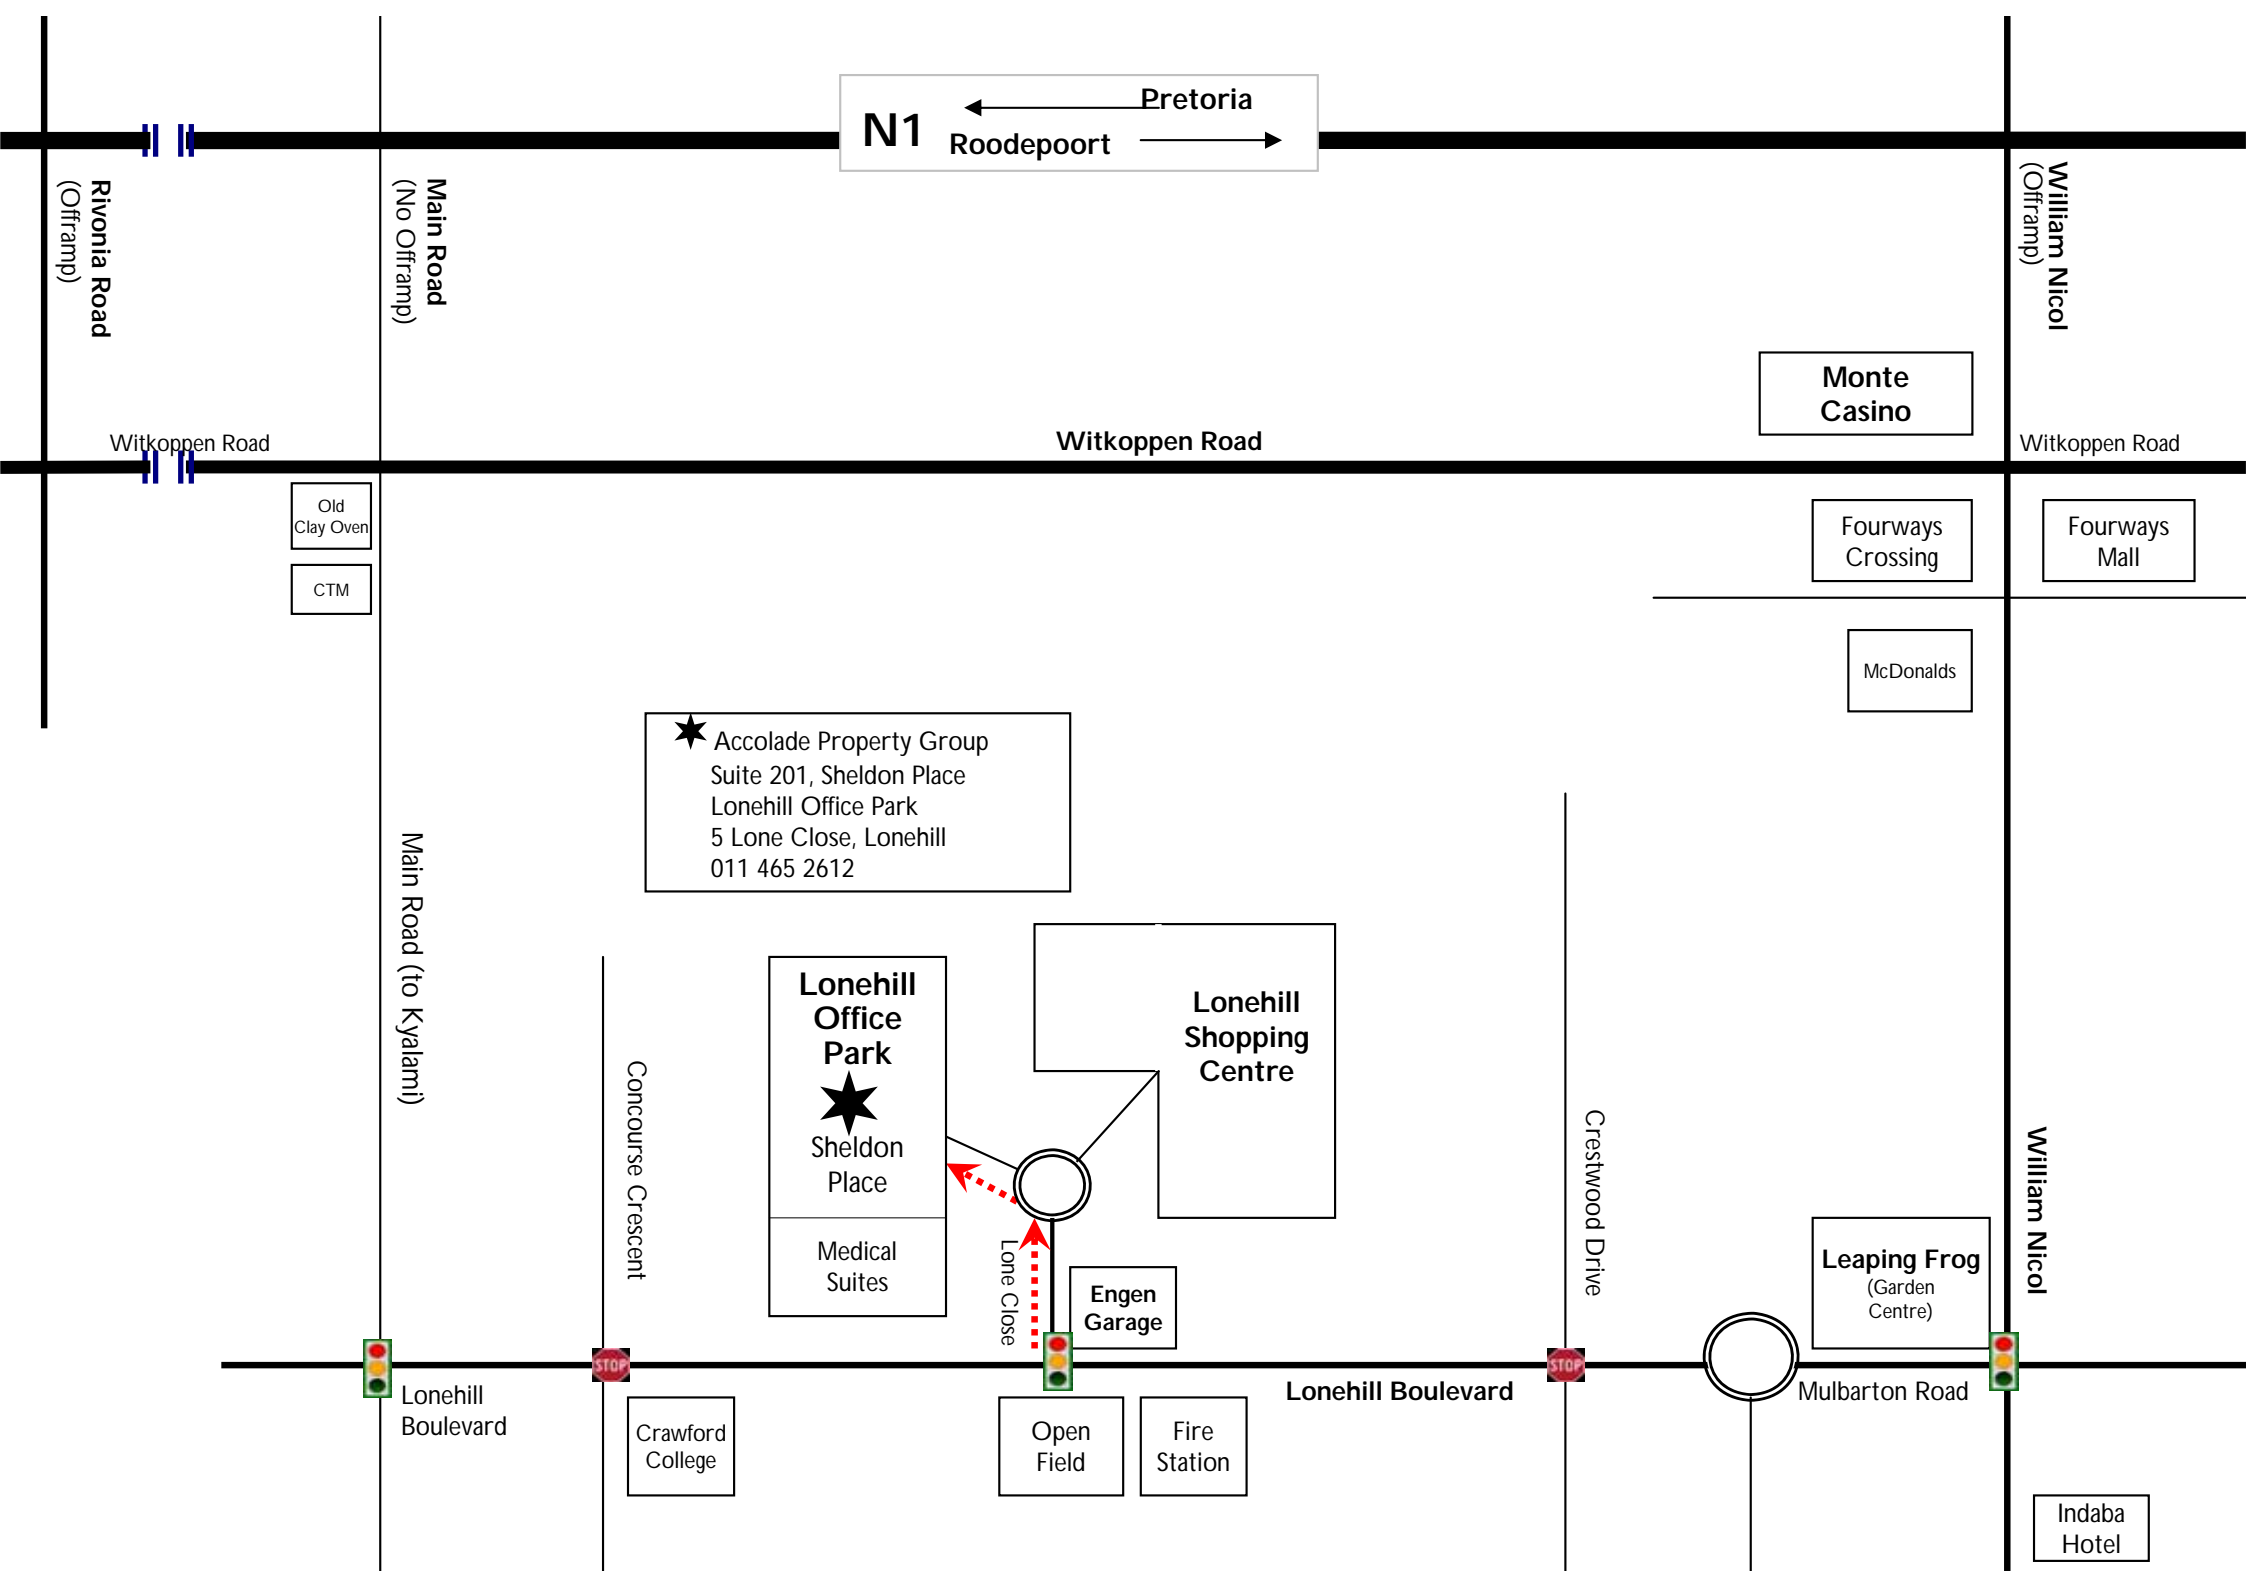 Pretoria
N1
Roodepoort
Rivonia Road
(Offramp)
Main Road
(No Offramp)
William Nicol
(Offramp)
Monte
Casino
Witkoppen Road
Witkoppen Road
Witkoppen Road
Old
Clay Oven
CTM
Fourways
Crossing
Fourways
Mall
McDonalds
Accolade Property Group
Suite 201, Sheldon Place
Lonehill Office Park
5 Lone Close, Lonehill
011 465 2612
Main Road (to Kyalami)
Concourse Crescent
Lonehill
Office
Park
Sheldon
Place
Medical
Suites
Lonehill
Shopping
Centre
Lone Close
Engen
Garage
Crestwood Drive
William Nicol
Leaping Frog
(Garden
Centre)
STOP
STOP
Lonehill
Boulevard
Lonehill Boulevard
Mulbarton Road
Crawford
College
Open
Field
Fire
Station
Indaba
Hotel